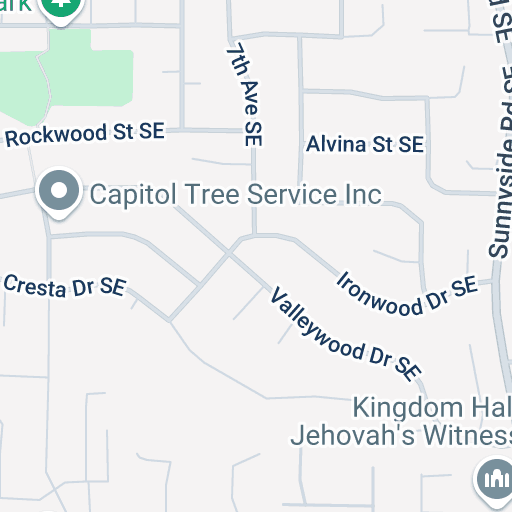 ark
d SE
7th Ave SE
Rockwood St SE
Alvina St SE
Sunnyside Rd SE
Capitol Tree Service Inc
Cresta Dr SE
Ironwood Dr SE
Valleywood Dr SE
Kingdom Hal
Jehovah's Witness